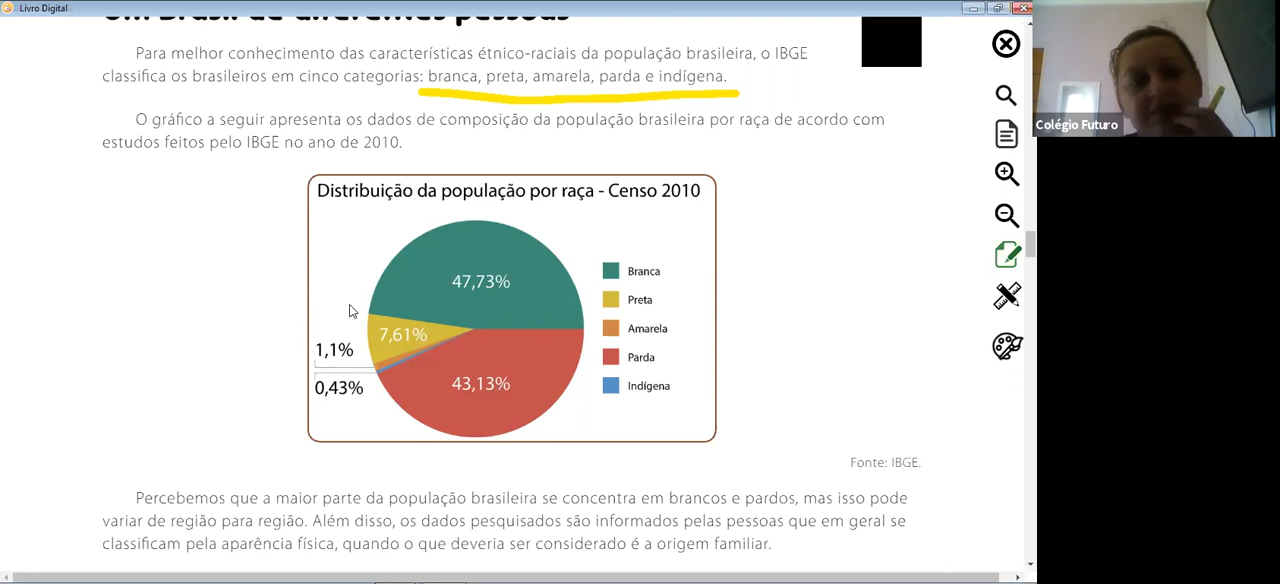 Livro Digital
Um Brasil de diferentes pessoas
Para melhor conhecimento das características étnico-raciais da população brasileira, o IBGE
classifica os brasileiros em cinco categorias: branca, preta, amarela, parda e indígena.
O gráfico a seguir apresenta os dados de composição da população brasileira por raça de acordo com
estudos feitos pelo IBGE no ano de 2010.
Distribuição da população por raça - Censo 2010
47,73%
7,61%
1,1%
0,43%
43,13%
Branca
Preta
Amarela
Parda
Indígena
Fonte: IBGE.
Percebemos que a maior parte da população brasileira se concentra em brancos e pardos, mas isso pode
variar de região para região. Além disso, os dados pesquisados são informados pelas pessoas que em geral se
classificam pela aparência física, quando o que deveria ser considerado é a origem familiar.
Colégio Futuro